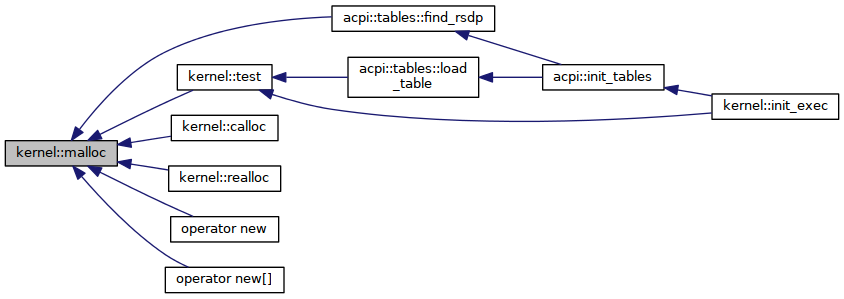 acpi::tables::find_rsdp
kernel::test
acpi::tables::load
_table
acpi::init_tables
kernel::init_exec
kernel::calloc
kernel::malloc
kernel::realloc
operator new
operator new[]